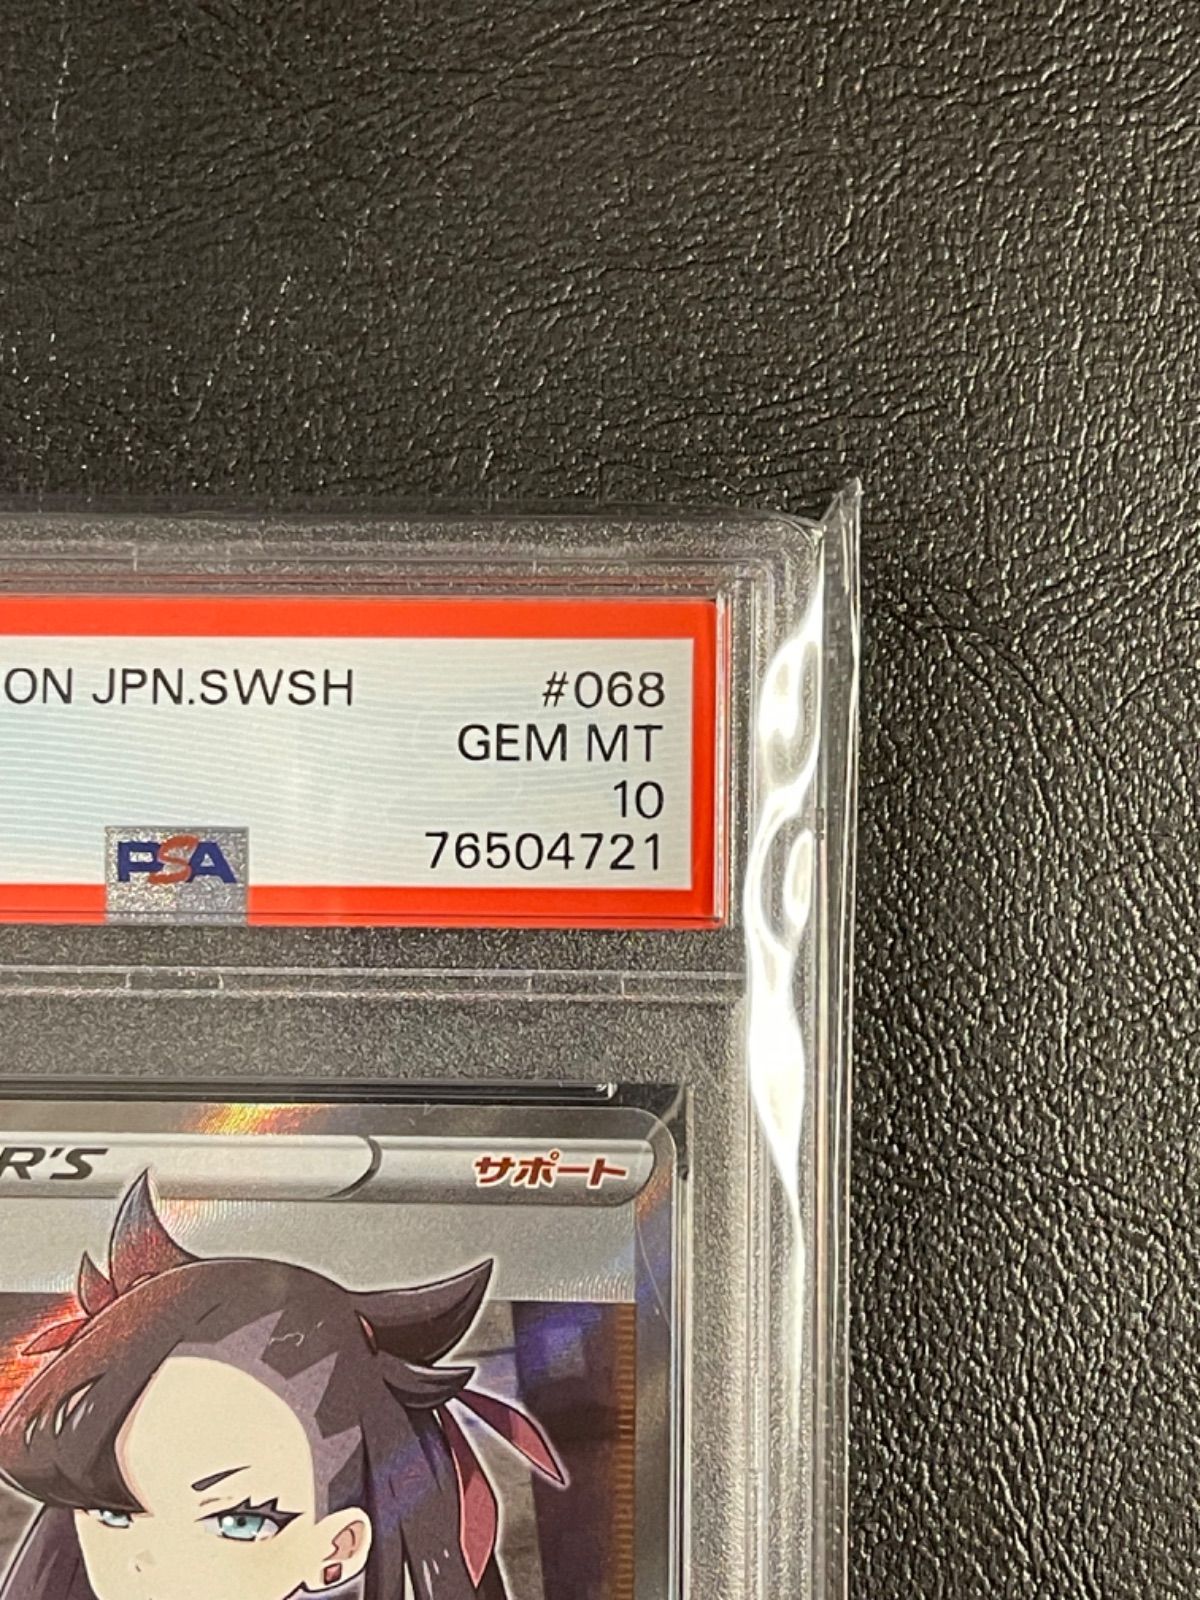 ON JPN.SWSH #068
GEM MT
10
PSA 76504721
R'S サポート